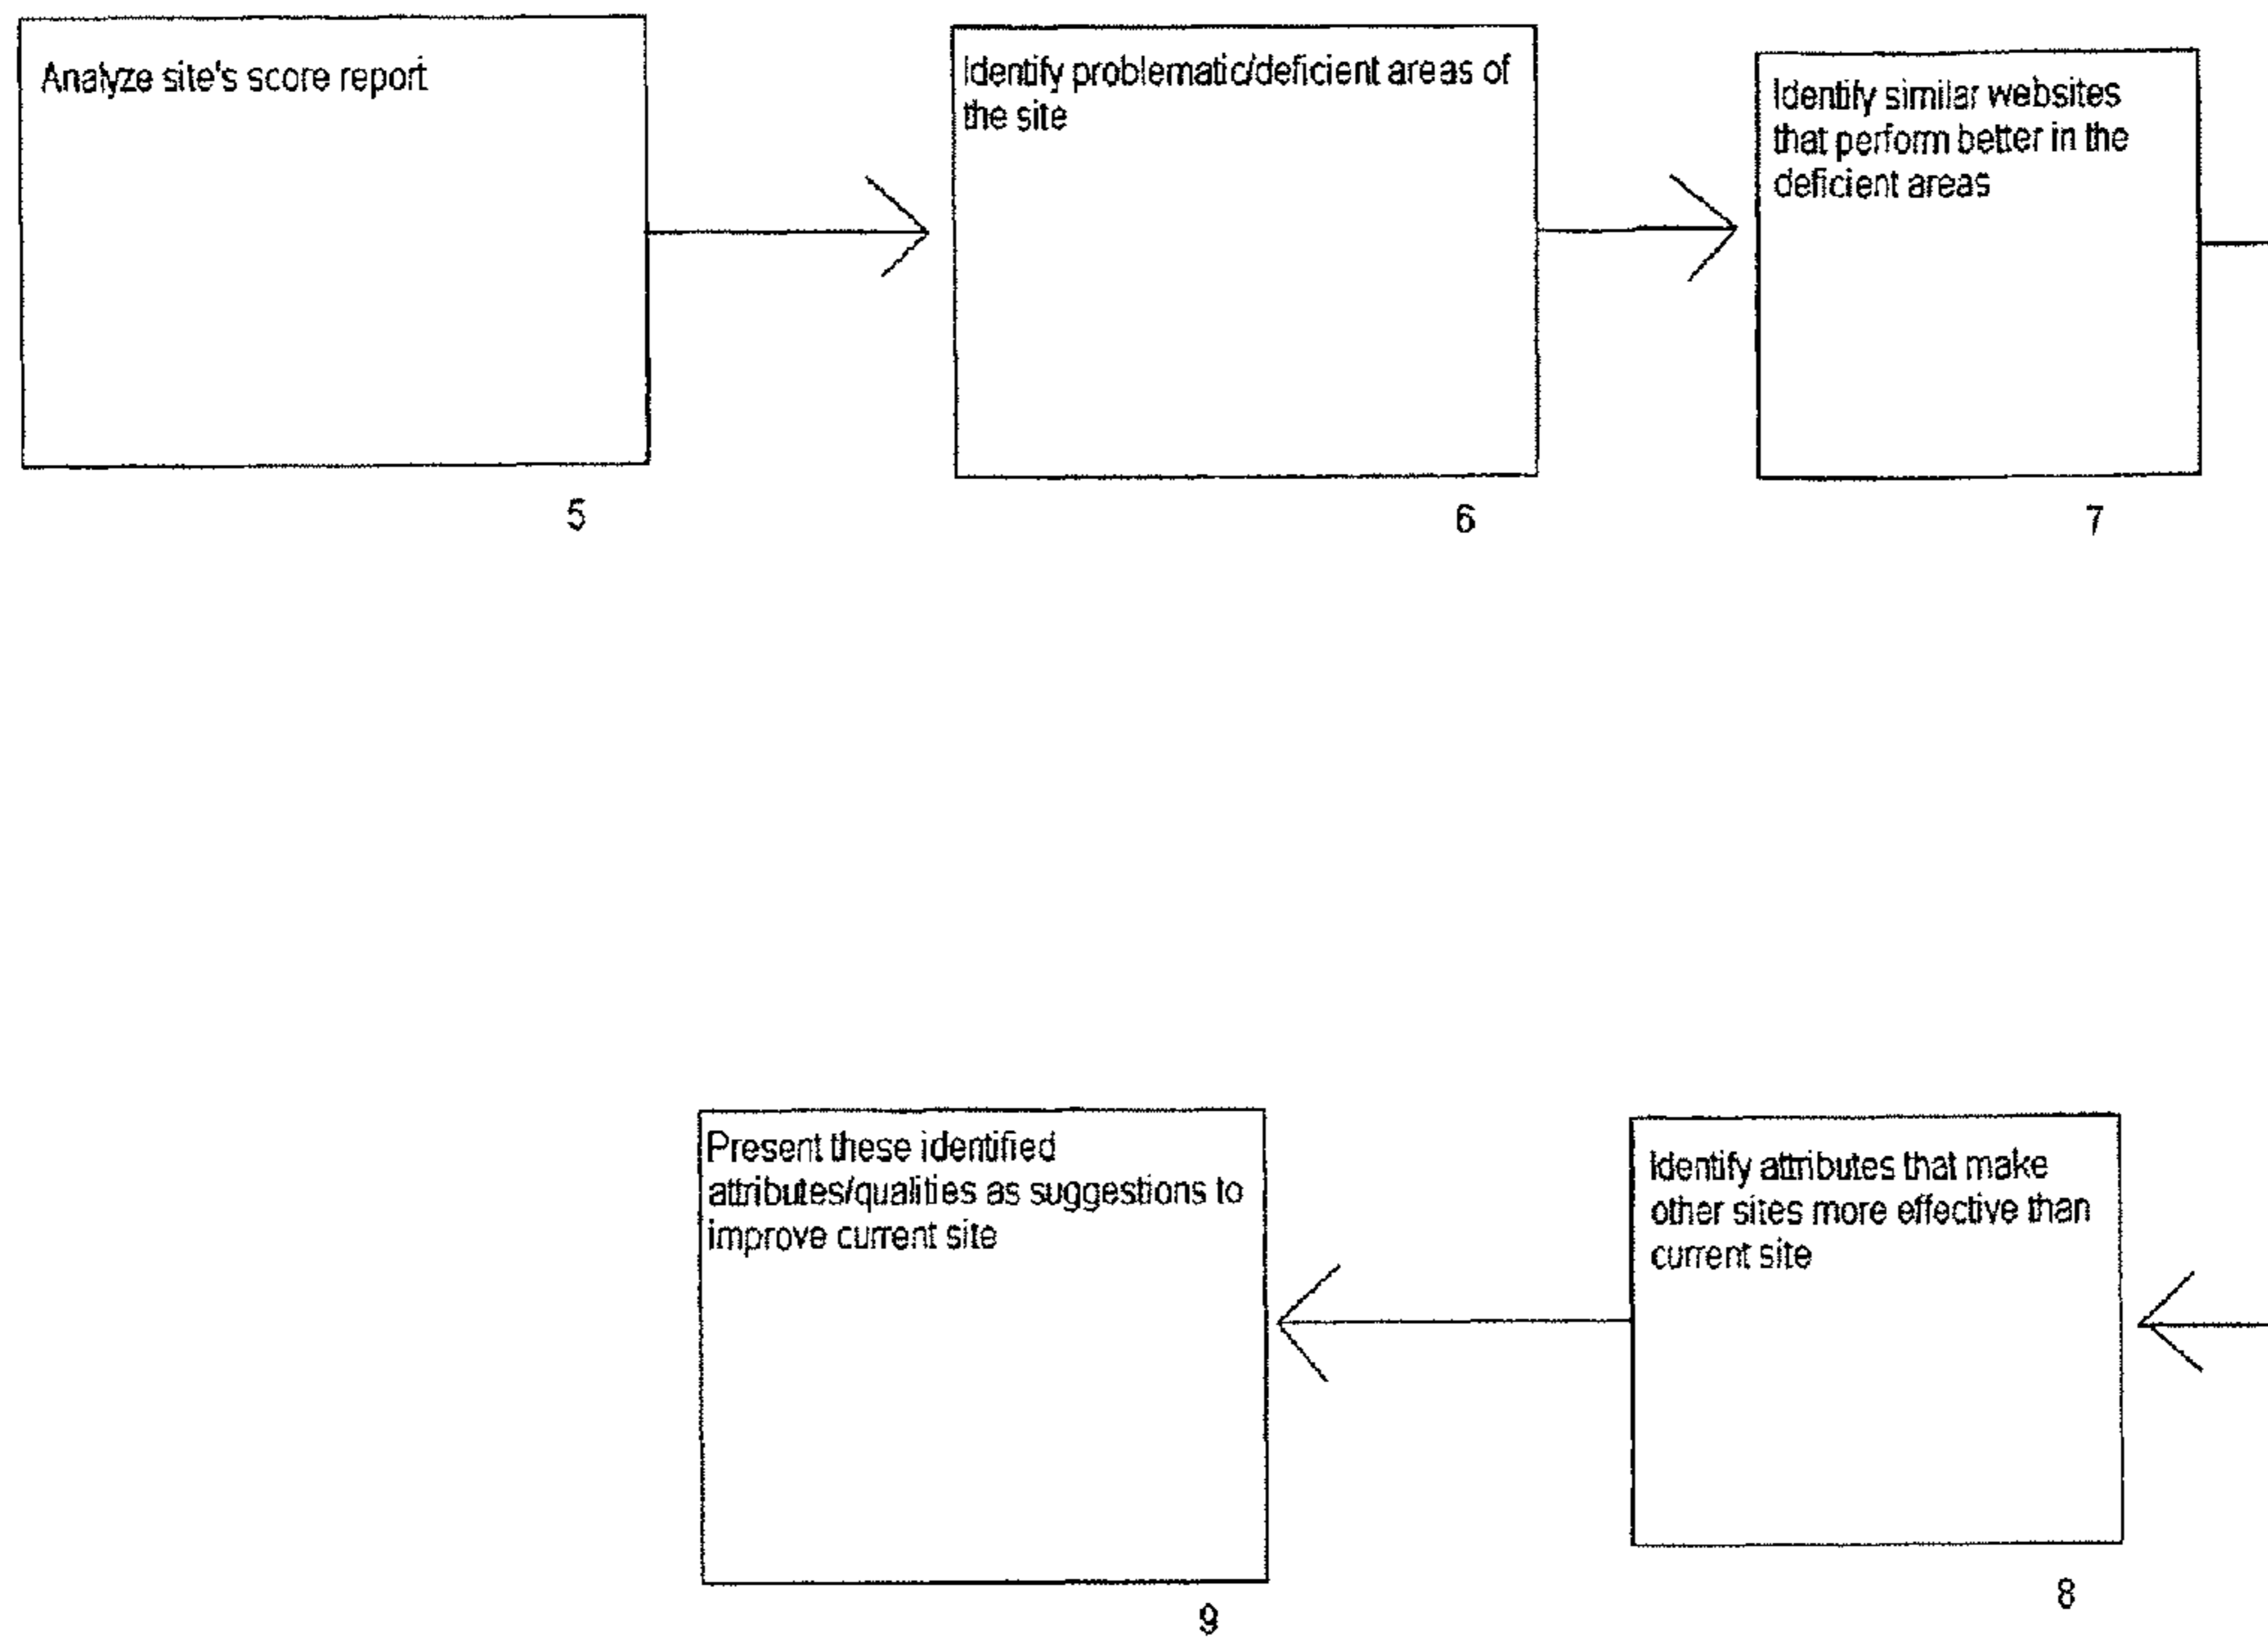 Analyze site's score report
5
Identify problematic/deficient areas of
the site
6
Identify similar websites
that perform better in the
deficient areas
7
Identify attributes that make
other sites more effective than
current site
8
Present these identified
attributes/qualities as suggestions to
improve current site
9